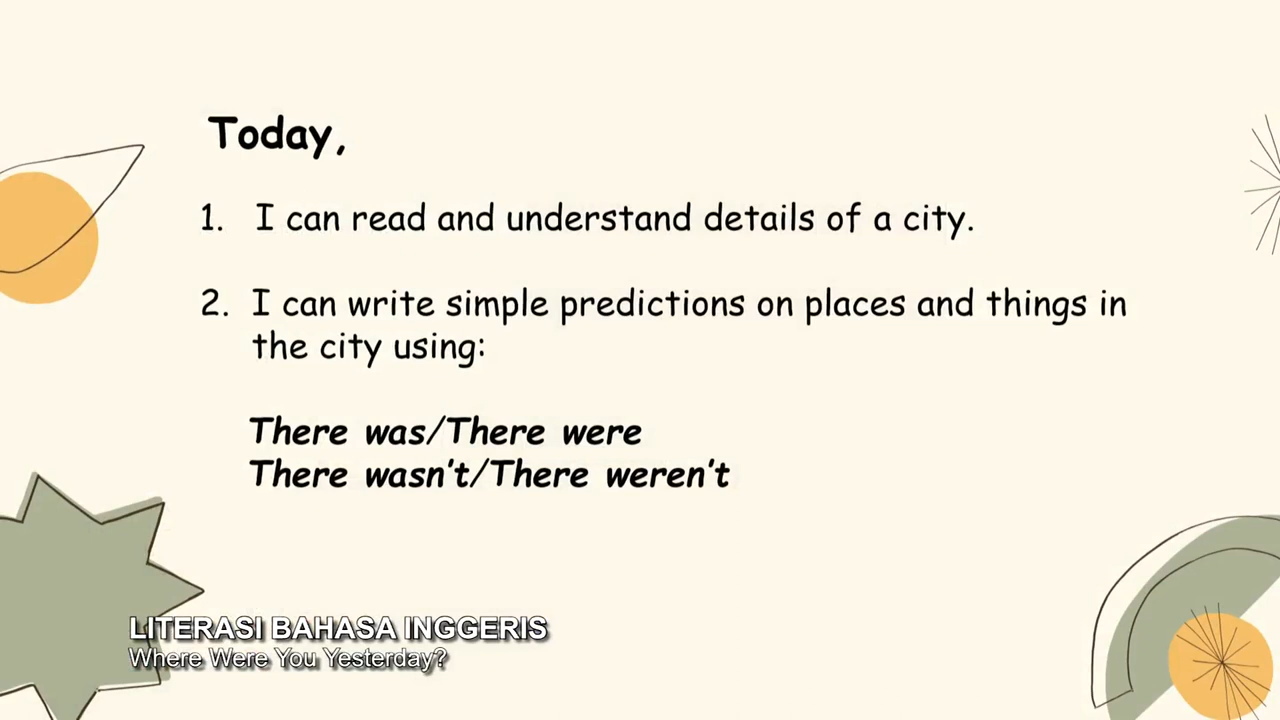 Today,
1. I can read and understand details of a city.
2. I can write simple predictions on places and things in
the city using:
There was/There were
There wasn't/There weren't
LITERASI BAHASA INGGERIS
Where Were You Yesterday?